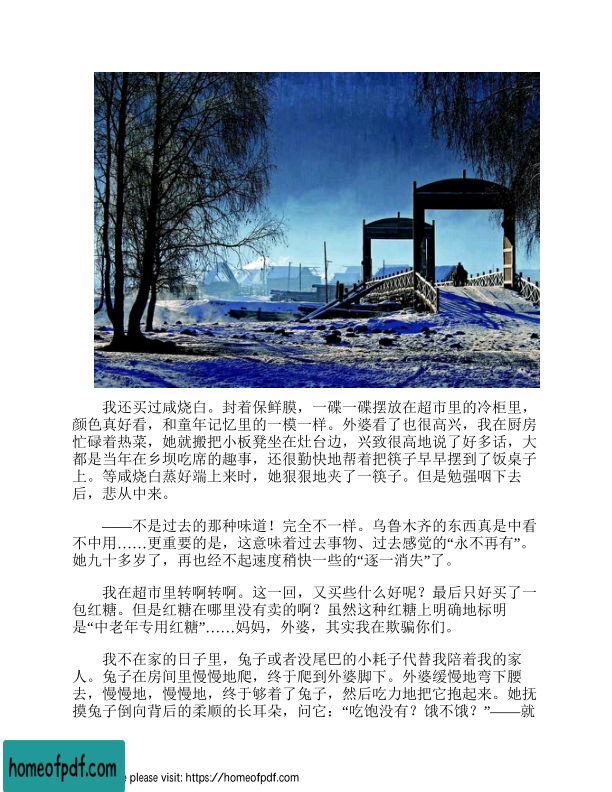 我还买过咸烧白。封着保鲜膜，一碟一碟摆放在超市里的冷柜里，
颜色真好看，和童年记忆里的一模一样。外婆看了也很高兴，我在厨房
忙碌着热菜，她就搬把小板凳坐在灶台边，兴致很高地说了好多话，大
都是当年在乡坝吃席的趣事，还很勤快地帮着把筷子早早摆到了饭桌子
上。等咸烧白蒸好端上来时，她狠狠地夹了一筷子。但是勉强咽下去
后，悲从中来。
——不是过去的那种味道！完全不一样。乌鲁木齐的东西真是中看
不中用……更重要的是，这意味着过去事物、过去感觉的“永不再有”。
她九十多岁了，再也经不起速度稍快一些的“逐一消失”了。
我在超市里转啊转啊。这一回，又买些什么好呢？最后只好买了一
包红糖。但是红糖在哪里没有卖的啊？虽然这种红糖上明确地标明
是“中老年专用红糖”……妈妈，外婆，其实我在欺骗你们。
我不在家的日子里，兔子或者没尾巴的小耗子代替我陪着我的家
人。兔子在房间里慢慢地爬，终于爬到外婆脚下。外婆缓慢地弯下腰
去，慢慢地，慢慢地，终于够着了兔子，然后吃力地把它抱起来。她抚
摸兔子倒向背后的柔顺的长耳朵，问它：“吃饱没有？饿不饿？”——就
homeofpdf.com
please visit: https://homeofpdf.com